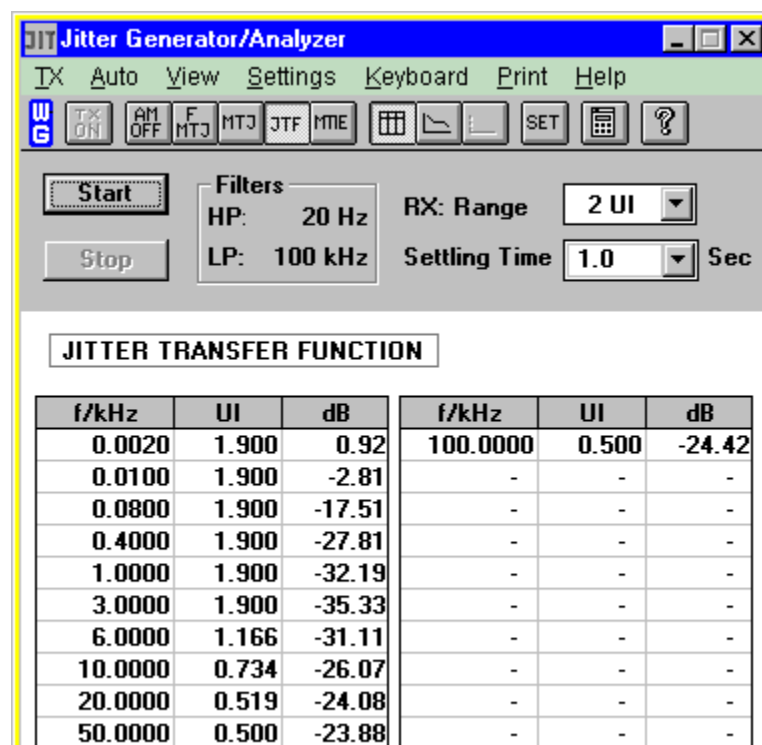 JIT Jitter Generator/Analyzer
TX Auto View Settings Keyboard Print Help
WG TX ON AM OFF F MTJ MTJ JTF MTIE SET ?
Start
Filters
HP: 20 Hz
RX: Range 2 UI
Stop
LP: 100 kHz
Settling Time 1.0 Sec
JITTER TRANSFER FUNCTION
f/kHz UI dB f/kHz UI dB
0.0020 1.900 0.92 100.0000 0.500 -24.42
0.0100 1.900 -2.81 - - -
0.0800 1.900 -17.51 - - -
0.4000 1.900 -27.81 - - -
1.0000 1.900 -32.19 - - -
3.0000 1.900 -35.33 - - -
6.0000 1.166 -31.11 - - -
10.0000 0.734 -26.07 - - -
20.0000 0.519 -24.08 - - -
50.0000 0.500 -23.88 - - -